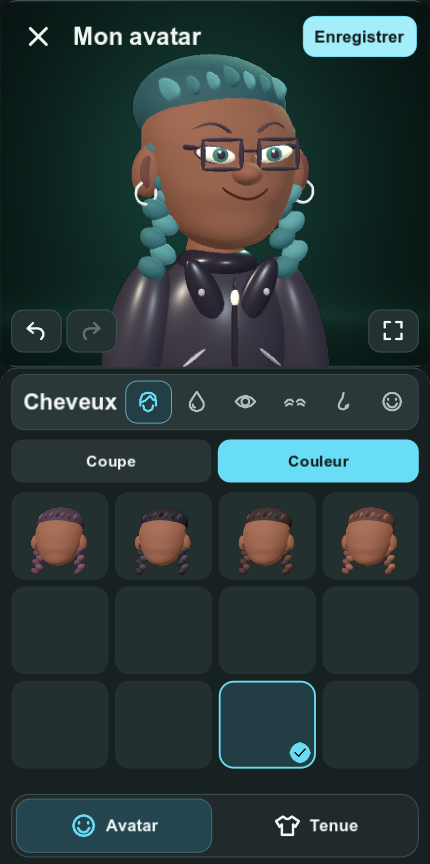 Mon avatar
Enregistrer
Cheveux
Coupe
Couleur
Avatar
Tenue